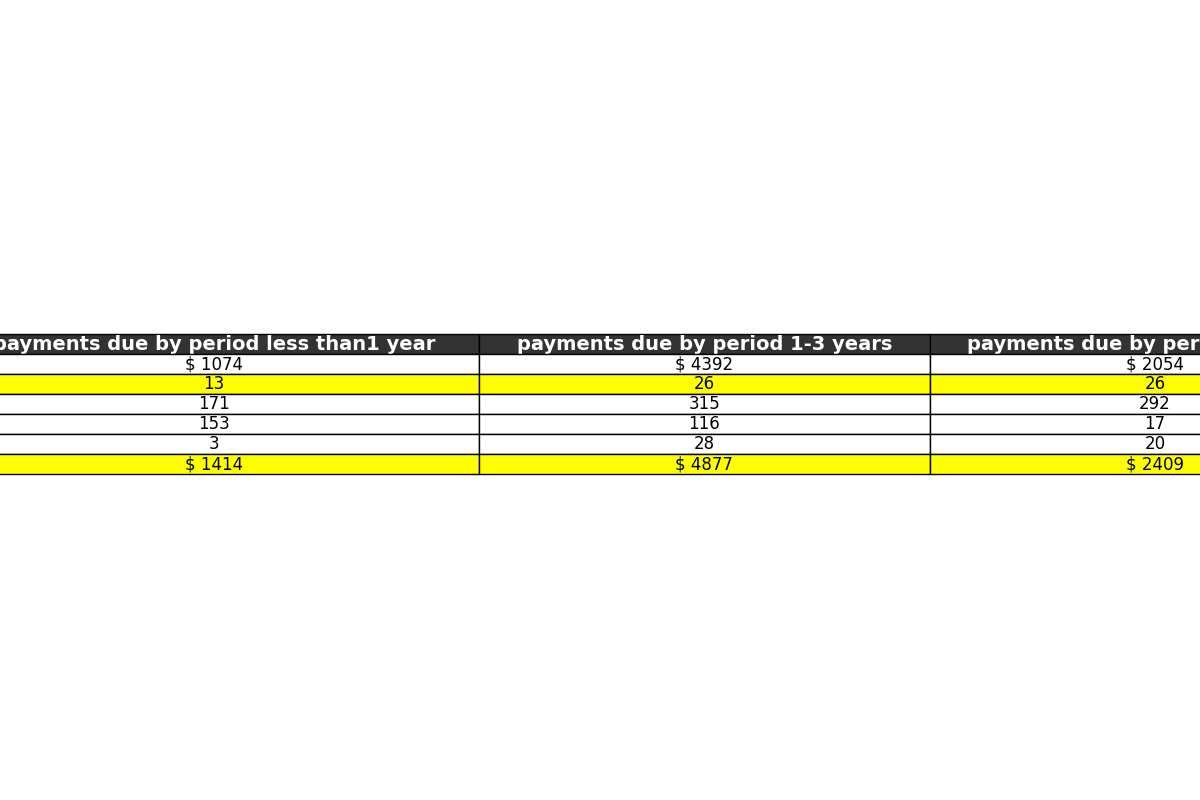 payments due by period less than1 year payments due by period 1-3 years payments due by
$ 1074 $ 4392 $ 2054
13 26 26
171 315 292
153 116 17
3 28 20
$ 1414 $ 4877 $ 2409